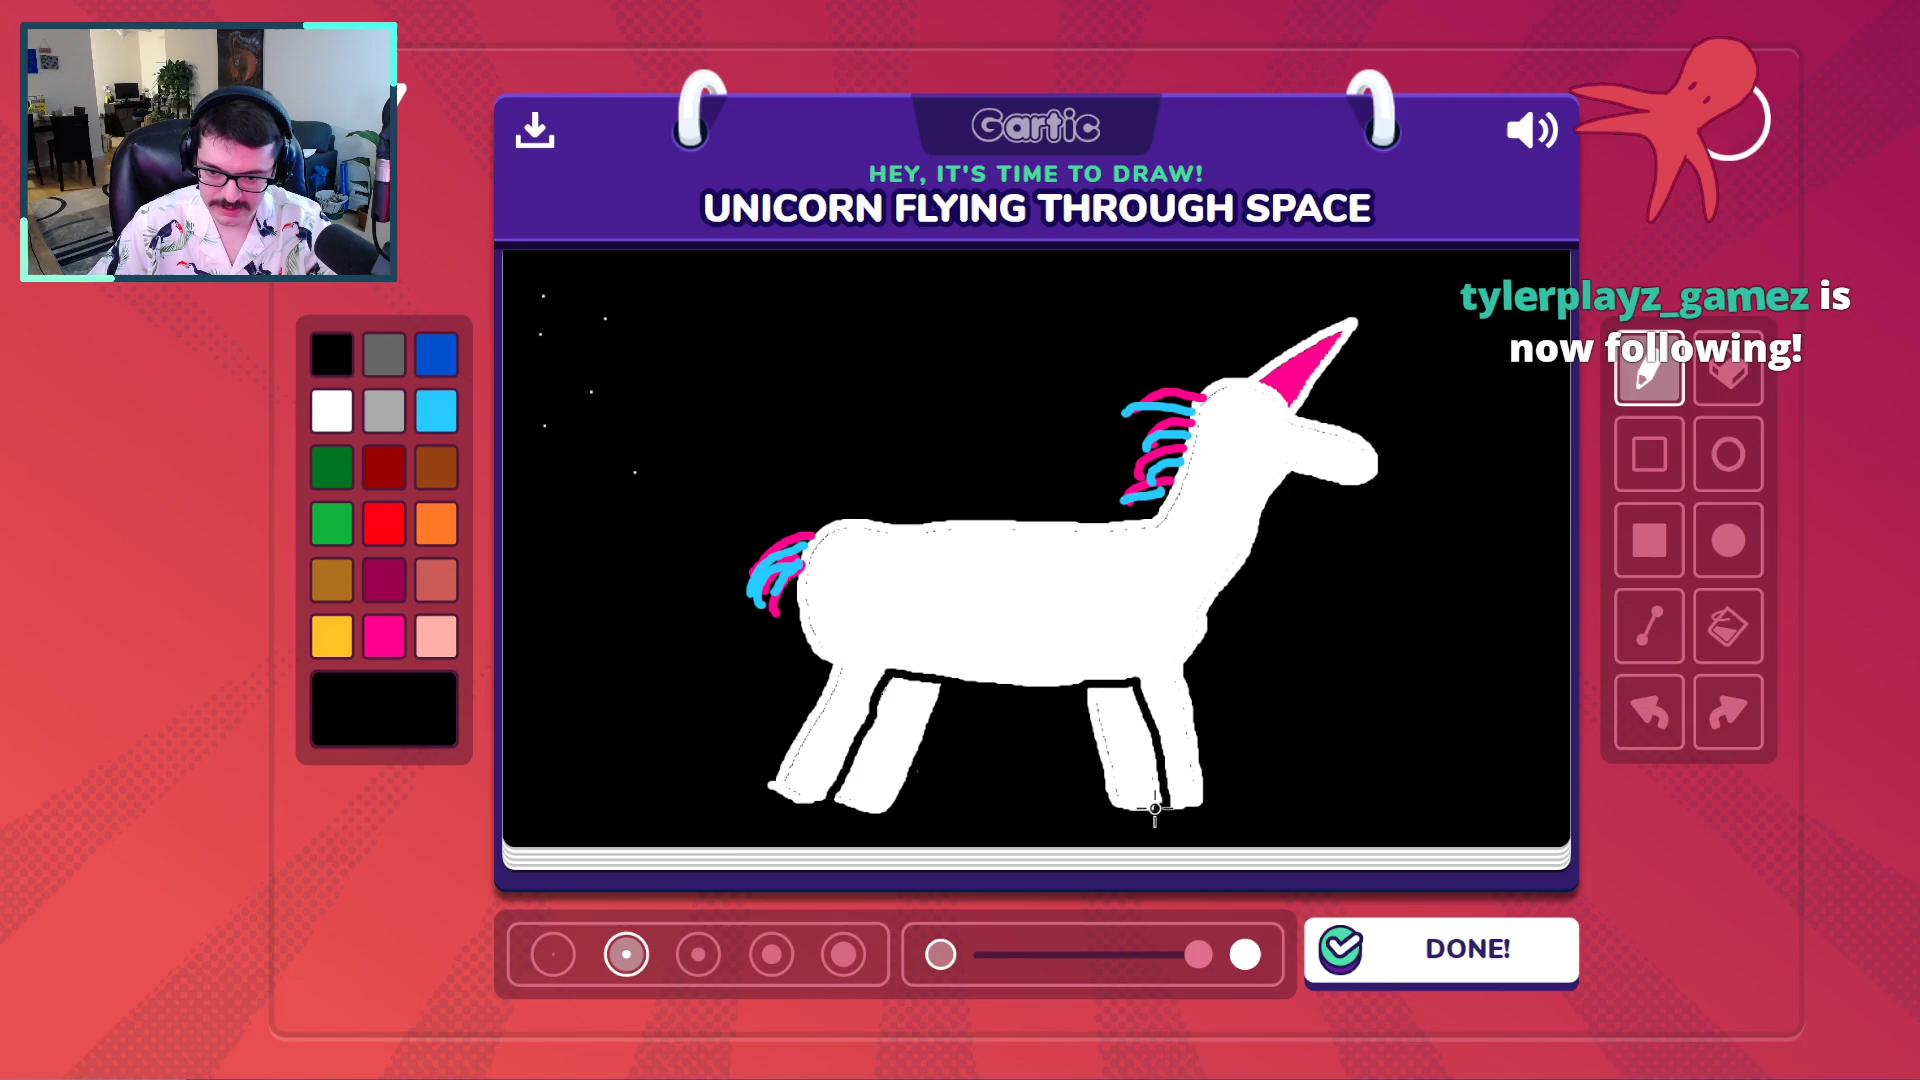 Gartic
HEY, IT'S TIME TO DRAW!
UNICORN FLYING THROUGH SPACE
tylerplayz_gamez is
now following!
DONE!